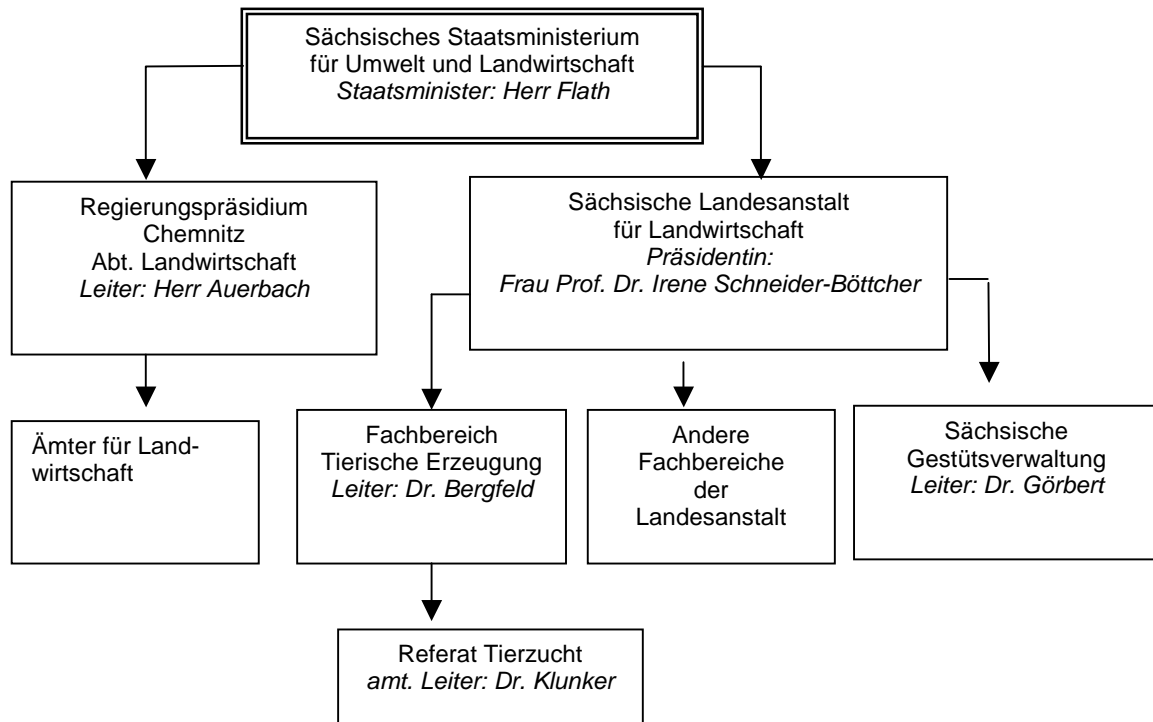 Sächsisches Staatsministerium
für Umwelt und Landwirtschaft
Staatsminister: Herr Flath
Regierungspräsidium
Chemnitz
Abt. Landwirtschaft
Leiter: Herr Auerbach
Sächsische Landesanstalt
für Landwirtschaft
Präsidentin:
Frau Prof. Dr. Irene Schneider-Böttcher
Ämter für Land-
wirtschaft
Fachbereich
Tierische Erzeugung
Leiter: Dr. Bergfeld
Andere
Fachbereiche
der
Landesanstalt
Sächsische
Gestütsverwaltung
Leiter: Dr. Görbert
Referat Tierzucht
amt. Leiter: Dr. Klunker